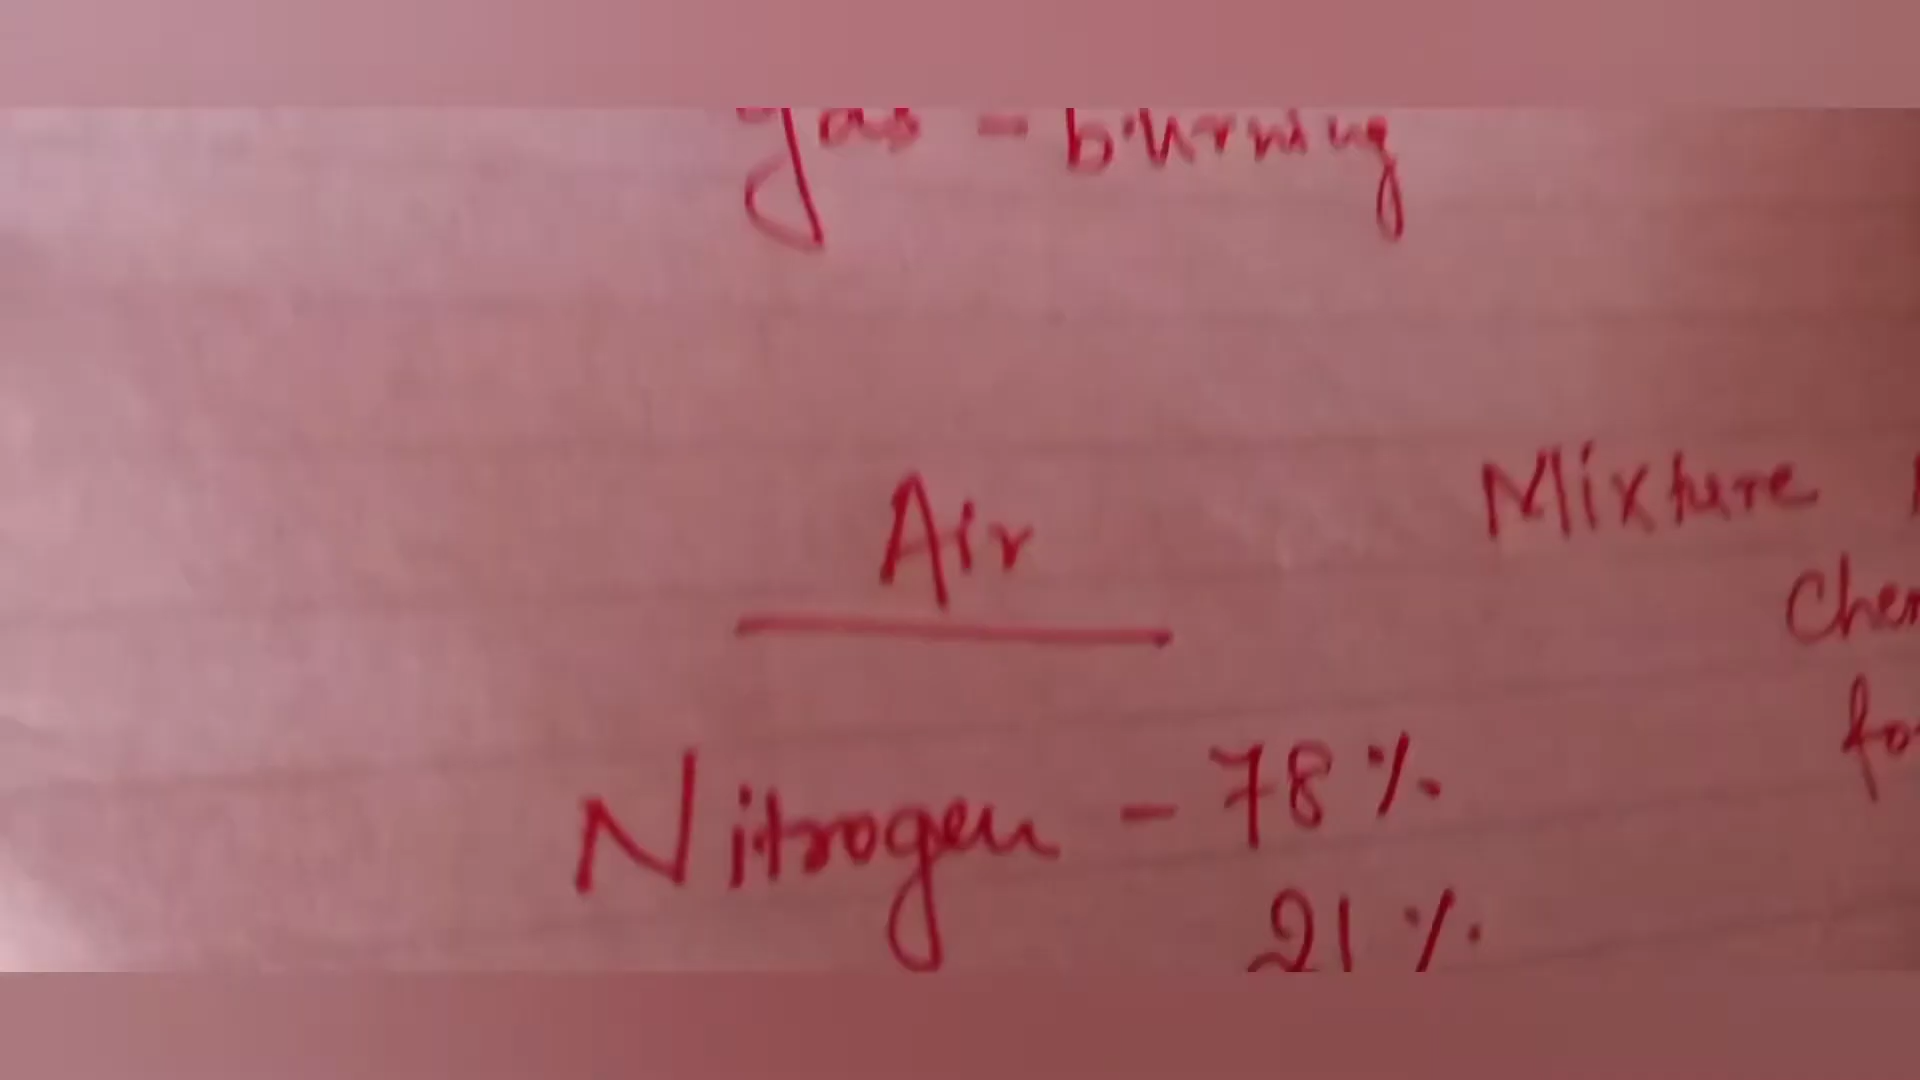 gas - burning
Air
Mixture
Nitrogen - 78%
21%